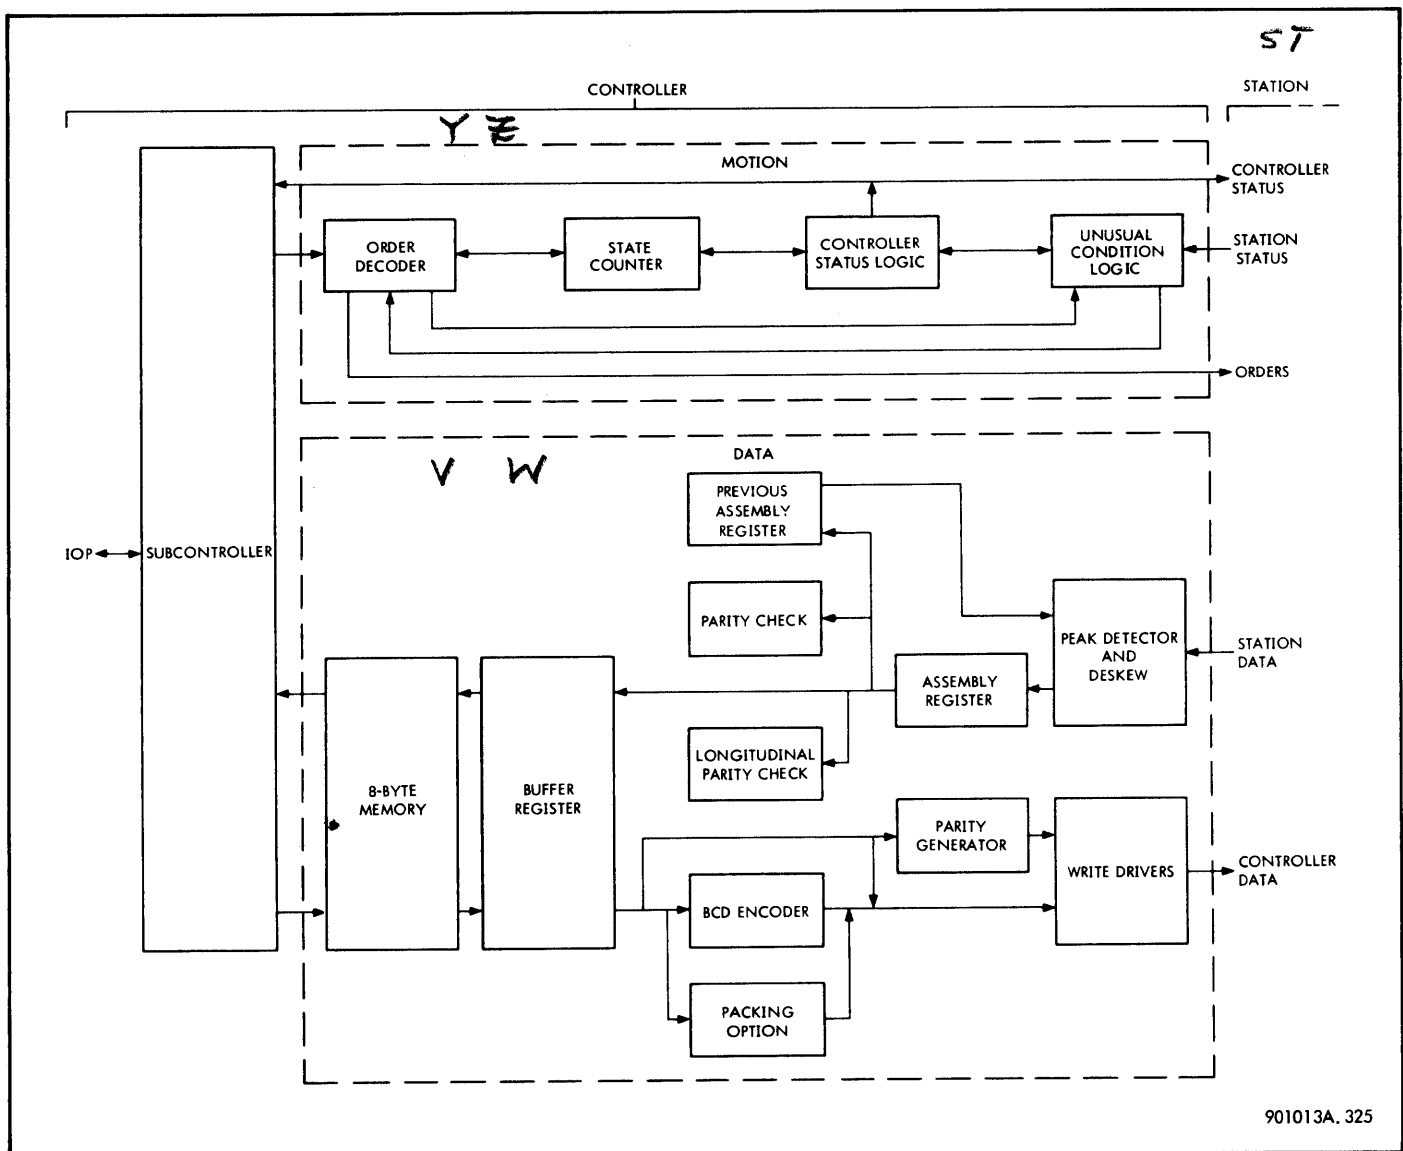 ST
CONTROLLER
STATION
Y Z
MOTION
CONTROLLER
STATUS
ORDER
DECODER
STATE
COUNTER
CONTROLLER
STATUS LOGIC
UNUSUAL
CONDITION
LOGIC
STATION
STATUS
ORDERS
V W
DATA
PREVIOUS
ASSEMBLY
REGISTER
IOP
SUBCONTROLLER
PARITY CHECK
PEAK DETECTOR
AND
DESKEW
STATION
DATA
ASSEMBLY
REGISTER
LONGITUDINAL
PARITY CHECK
8-BYTE
MEMORY
BUFFER
REGISTER
PARITY
GENERATOR
WRITE DRIVERS
CONTROLLER
DATA
BCD ENCODER
PACKING
OPTION
901013A. 325